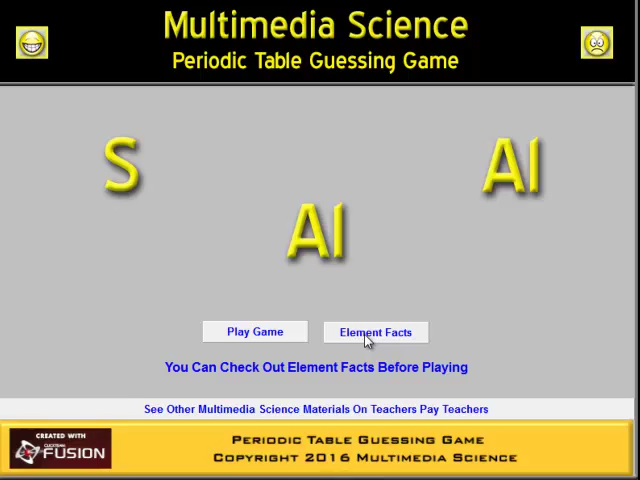 Multimedia Science
Periodic Table Guessing Game
S
Al
Al
Play Game
Element Facts
You Can Check Out Element Facts Before Playing
See Other Multimedia Science Materials On Teachers Pay Teachers
CREATED WITH
CLICKTEAM
FUSION
PERIODIC TABLE GUESSING GAME
COPYRIGHT 2016 MULTIMEDIA SCIENCE